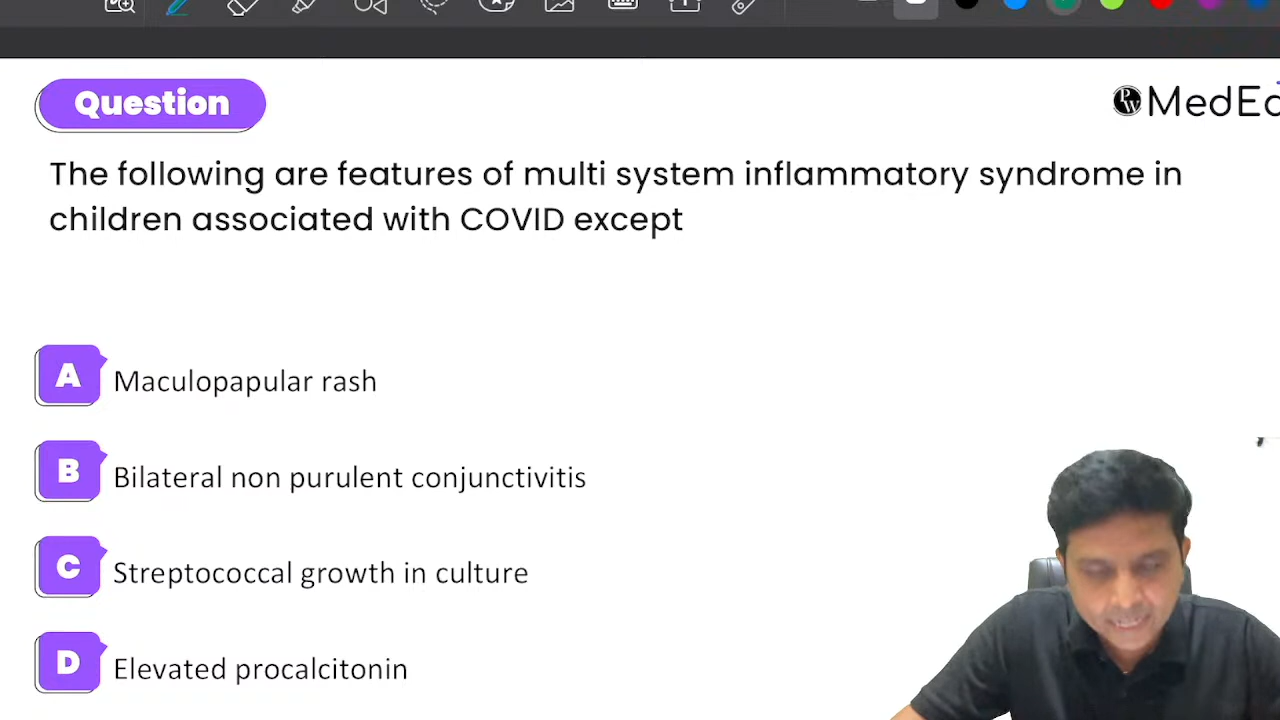 Question
PW MedEd
The following are features of multi system inflammatory syndrome in
children associated with COVID except
A Maculopapular rash
B Bilateral non purulent conjunctivitis
C Streptococcal growth in culture
D Elevated procalcitonin